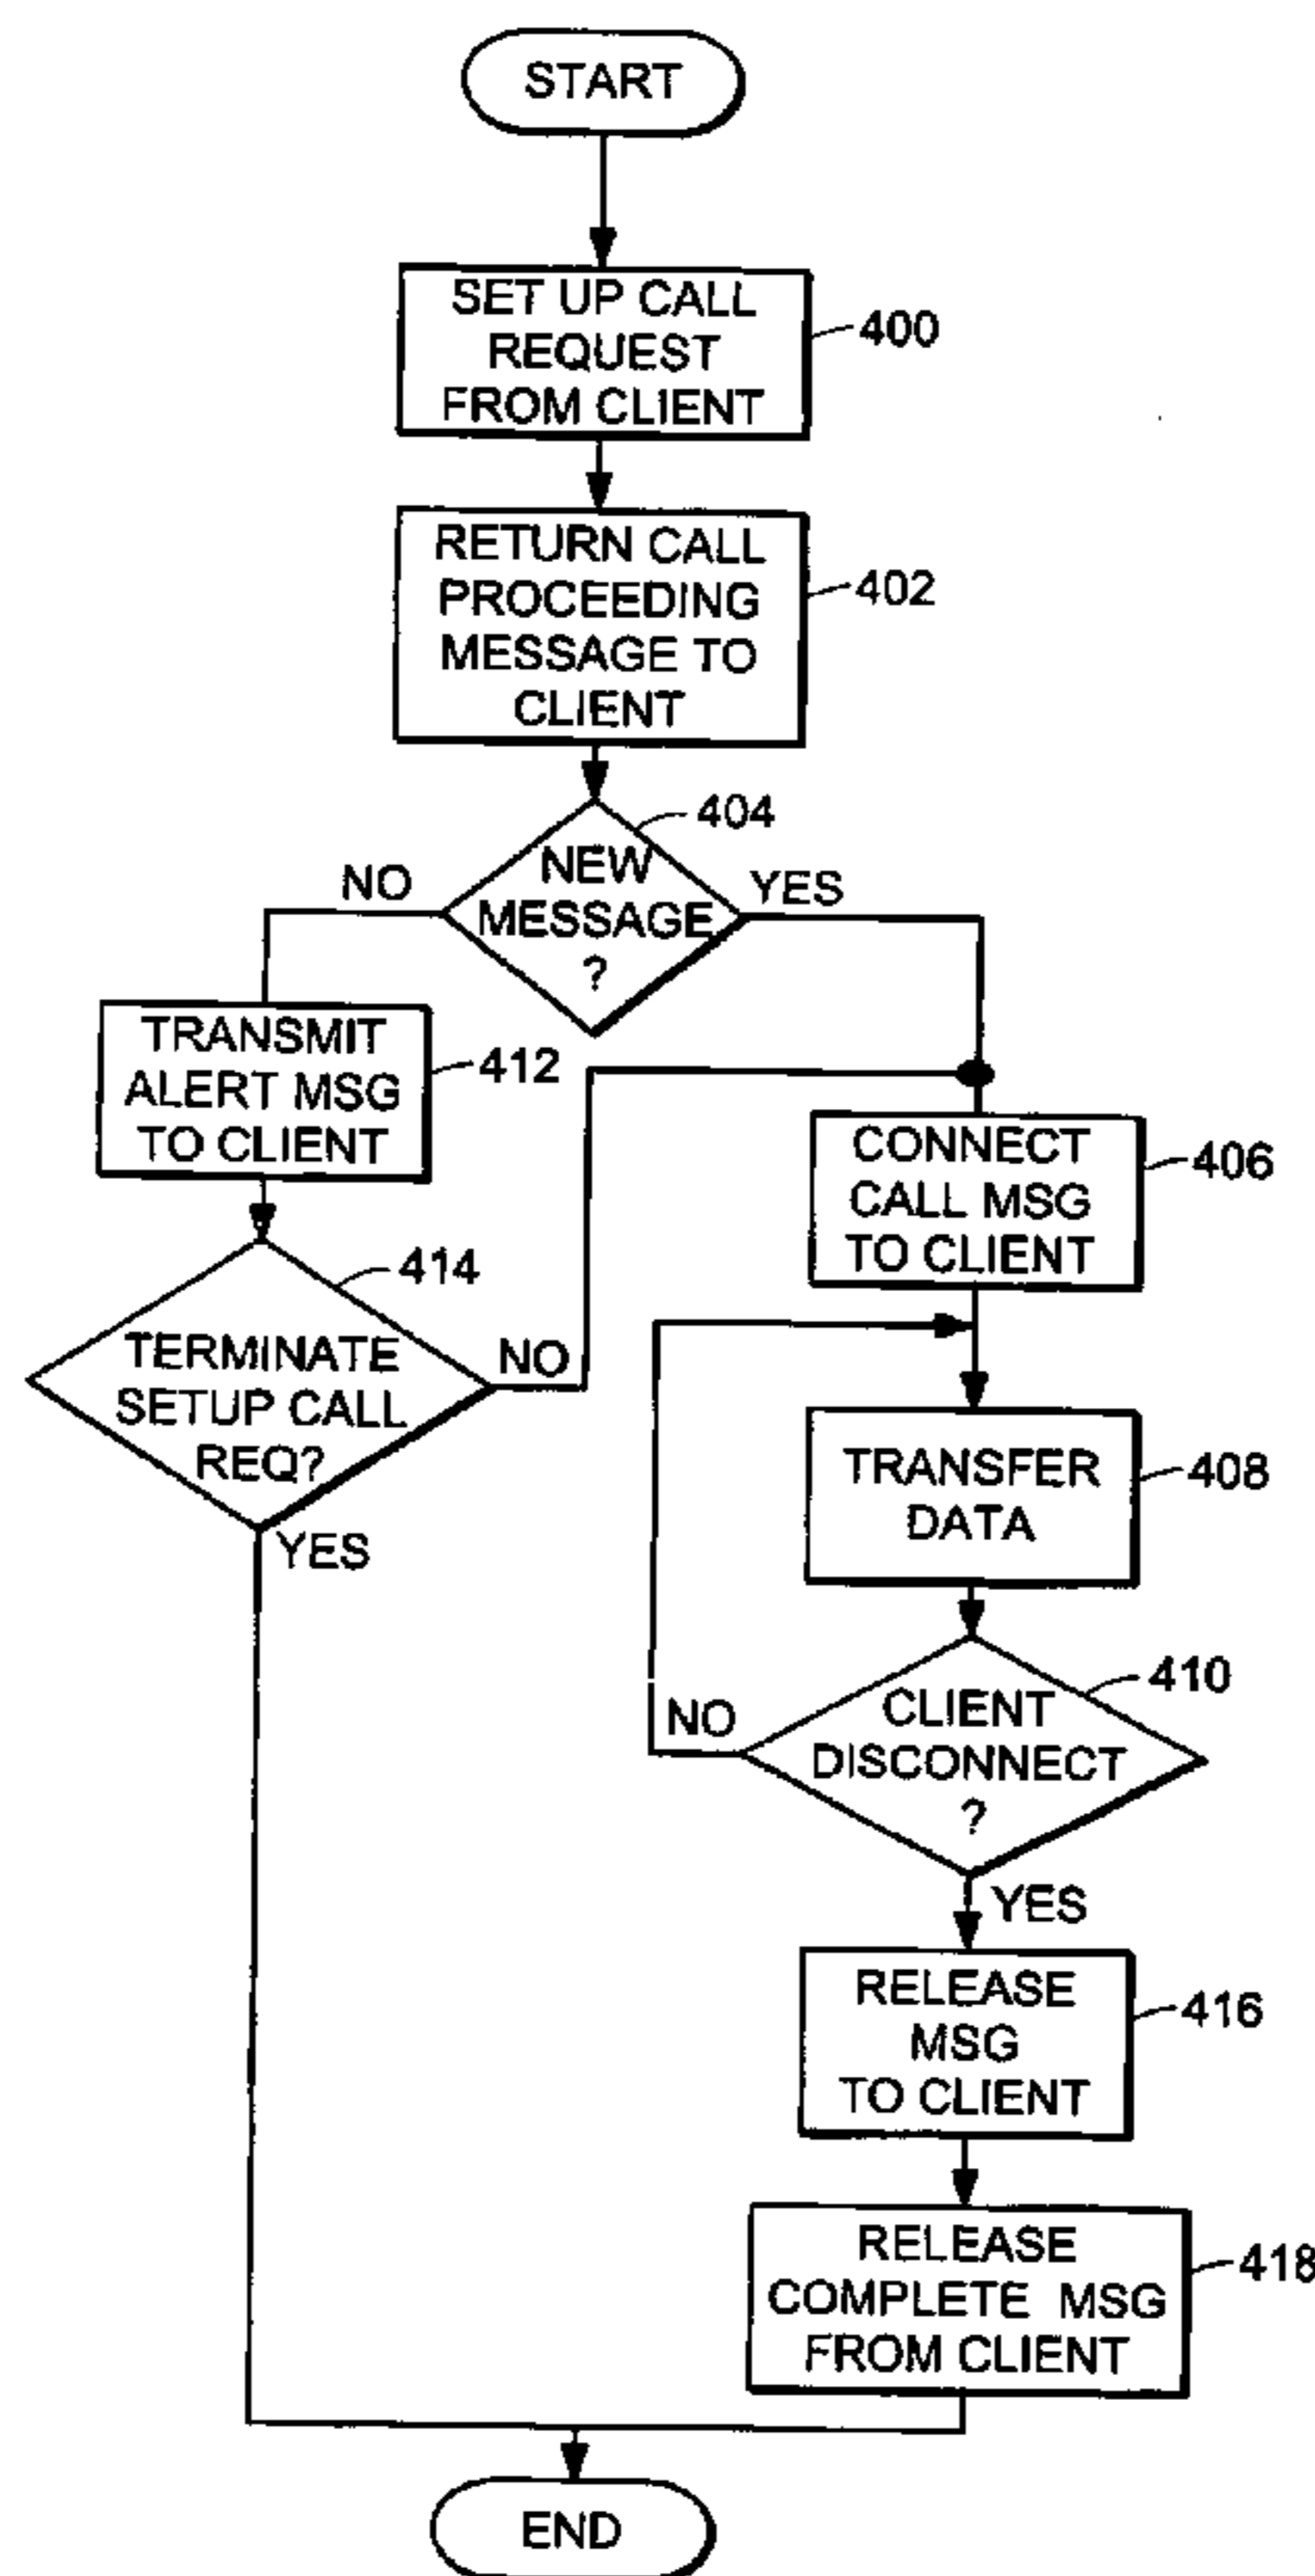 START
SET UP CALL
REQUEST
FROM CLIENT
400
RETURN CALL
PROCEEDING
MESSAGE TO
CLIENT
402
404
NEW
MESSAGE
?
NO
YES
TRANSMIT
ALERT MSG
TO CLIENT
412
CONNECT
CALL MSG
TO CLIENT
406
414
TERMINATE
SETUP CALL
REQ?
NO
YES
TRANSFER
DATA
408
410
CLIENT
DISCONNECT
?
NO
YES
RELEASE
MSG
TO CLIENT
416
RELEASE
COMPLETE MSG
FROM CLIENT
418
END